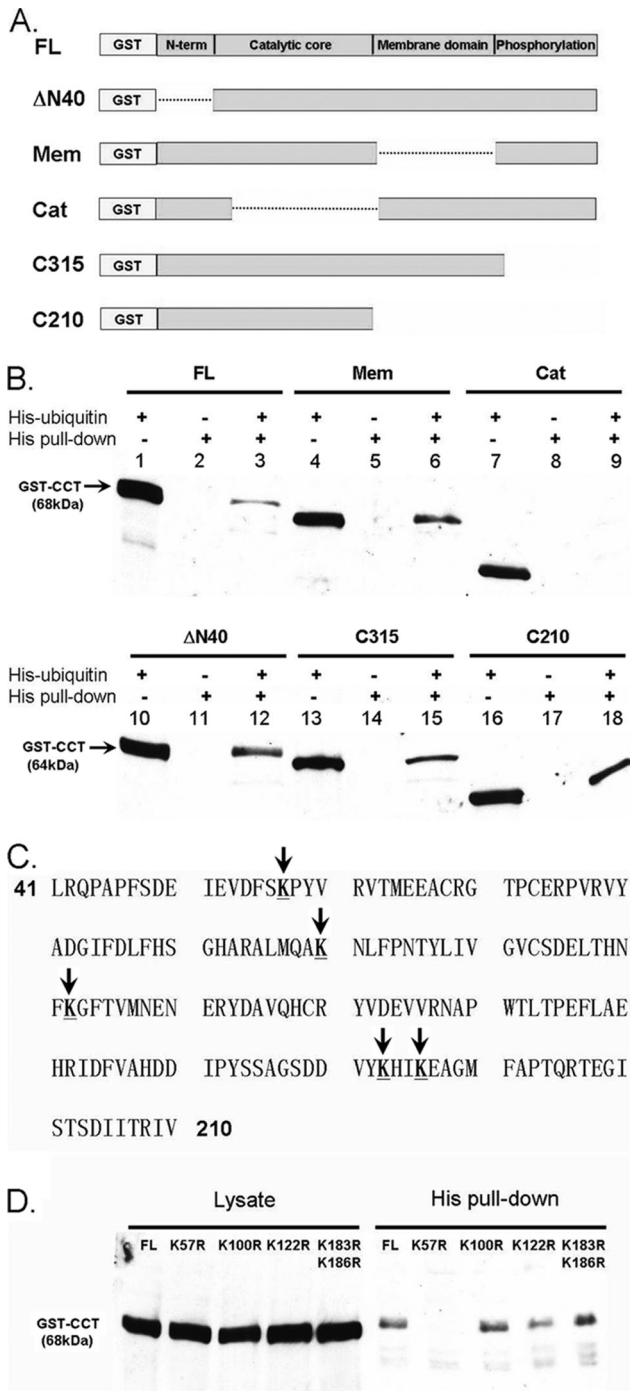 A.
FL GST N-term Catalytic core Membrane domain Phosphorylation
ΔN40 GST
Mem GST
Cat GST
C315 GST
C210 GST
B.
FL Mem Cat
His-ubiquitin + - + + - + + - +
His pull-down - + + - + + - + +
1 2 3 4 5 6 7 8 9
GST-CCT
(68kDa)
ΔN40 C315 C210
His-ubiquitin + - + + - + + - +
His pull-down - + + - + + - + +
10 11 12 13 14 15 16 17 18
GST-CCT
(64kDa)
C.
41 LRQPAPFSDE IEVDFSKPYV RVTMEEACRG TPCERPVRVY
ADGIFDLFHS GHARALMQAK NLFPNTYLIV GVCSDELTHN
FKGFTVMNEN ERYDAVQHCR YVDEVVRNAP WTLTPEFLAE
HRIDFVAHDD IPYSSAGSDD VYKHIKEAGM FAPTQRTEGI
STSDIITRIV 210
D.
Lysate His pull-down
FL K57R K100R K122R K183R FL K57R K100R K122R K183R
K186R K186R
GST-CCT
(68kDa)